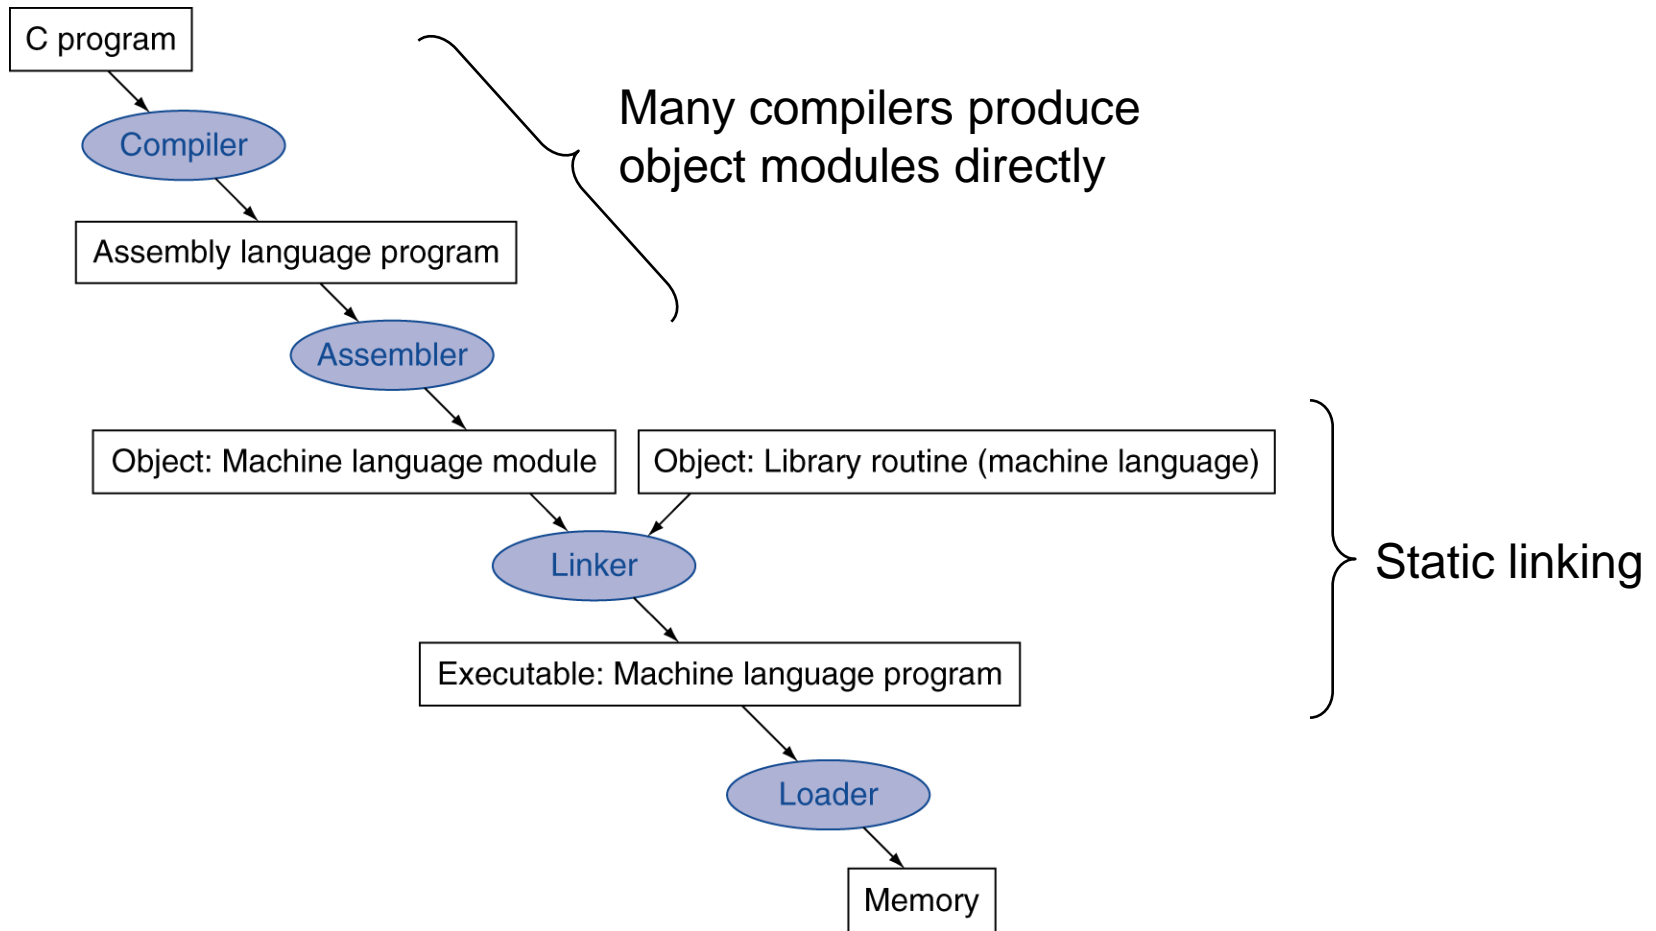 C program
Many compilers produce
object modules directly
Compiler
Assembly language program
Assembler
Object: Machine language module
Object: Library routine (machine language)
Linker
Static linking
Executable: Machine language program
Loader
Memory